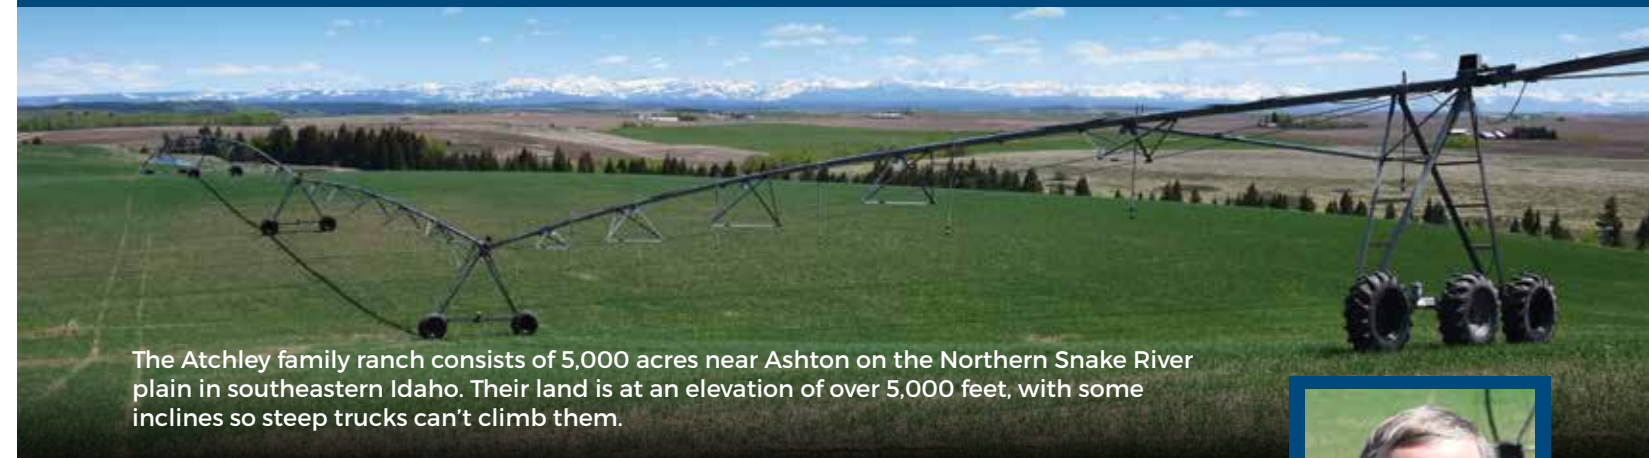 The Atchley family ranch consists of 5,000 acres near Ashton on the Northern Snake River
plain in southeastern Idaho. Their land is at an elevation of over 5,000 feet, with some
inclines so steep trucks can’t climb them.